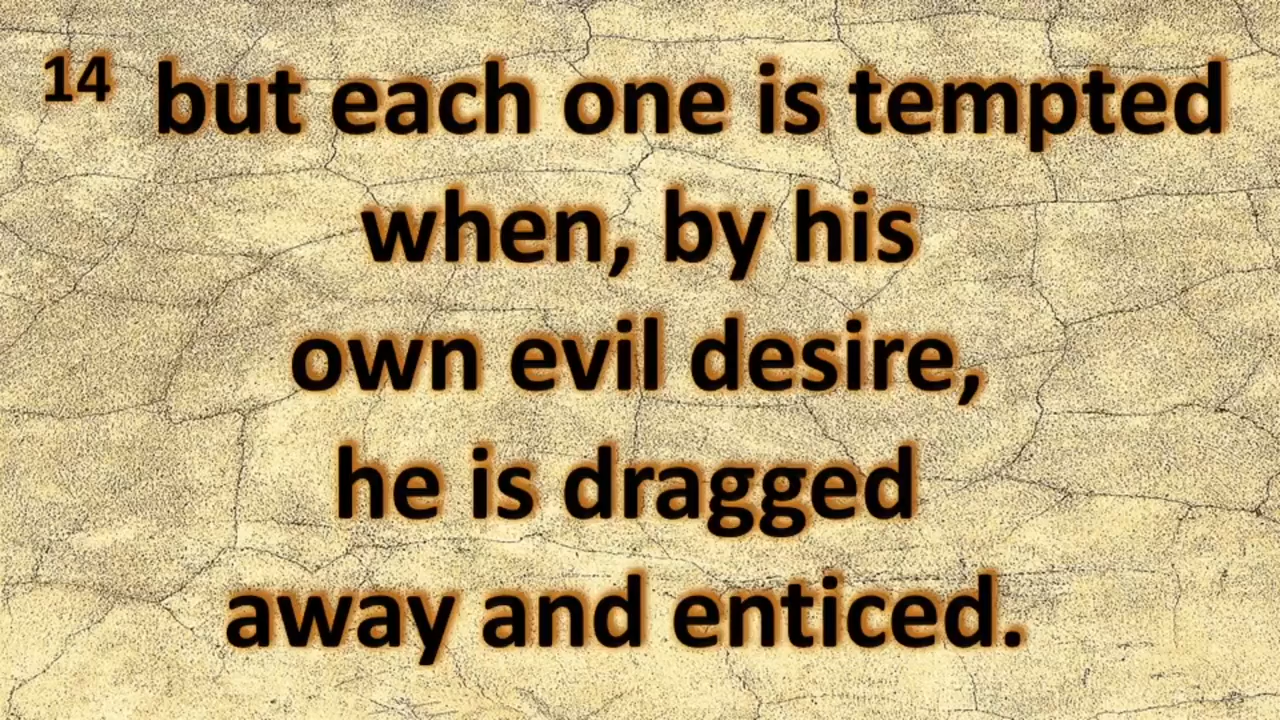 14 but each one is tempted
when, by his
own evil desire,
he is dragged
away and enticed.